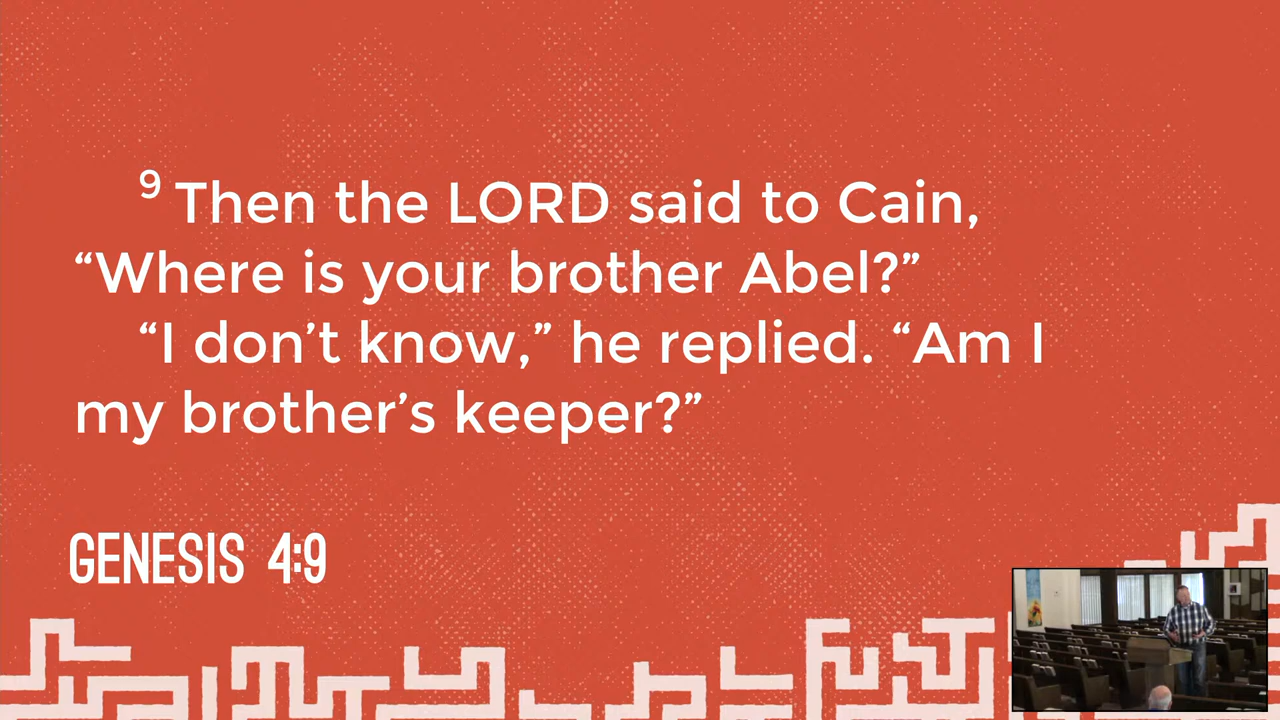 ⁹ Then the LORD said to Cain,
“Where is your brother Abel?”
“I don’t know,” he replied. “Am I
my brother’s keeper?”
GENESIS 4:9